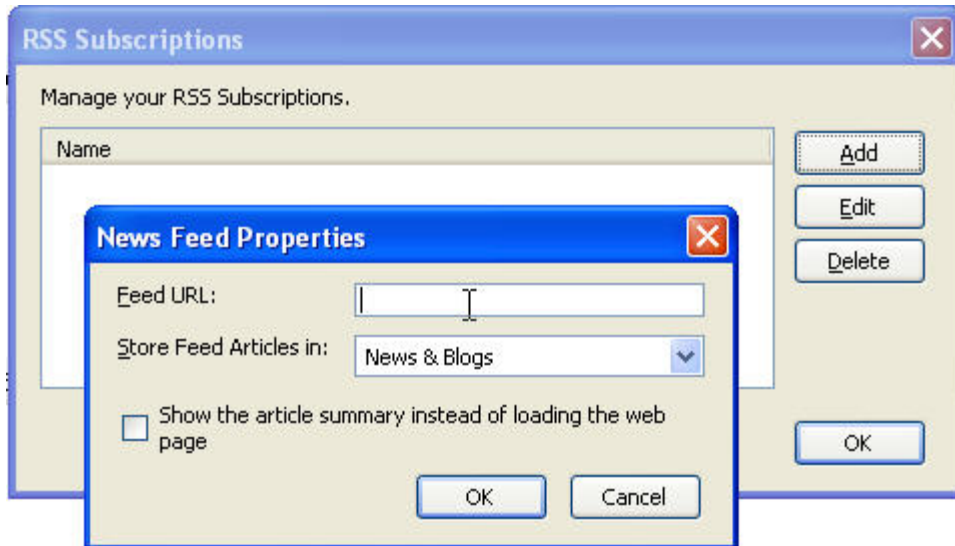 RSS Subscriptions
Manage your RSS Subscriptions.
Name
Add
Edit
Delete
News Feed Properties
Feed URL:
Store Feed Articles in:
News & Blogs
Show the article summary instead of loading the web
page
OK
Cancel
OK